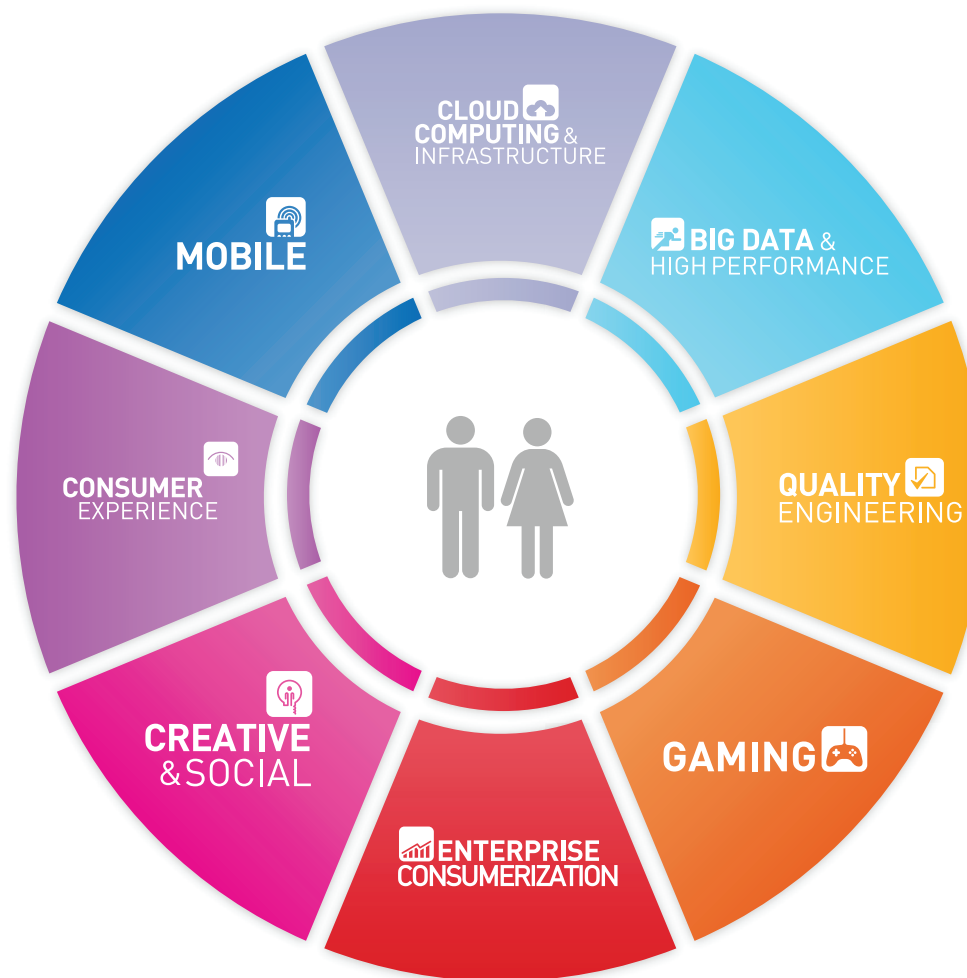 CLOUD
COMPUTING &
INFRASTRUCTURE
BIG DATA &
HIGH PERFORMANCE
QUALITY
ENGINEERING
GAMING
ENTERPRISE
CONSUMERIZATION
CREATIVE
& SOCIAL
CONSUMER
EXPERIENCE
MOBILE